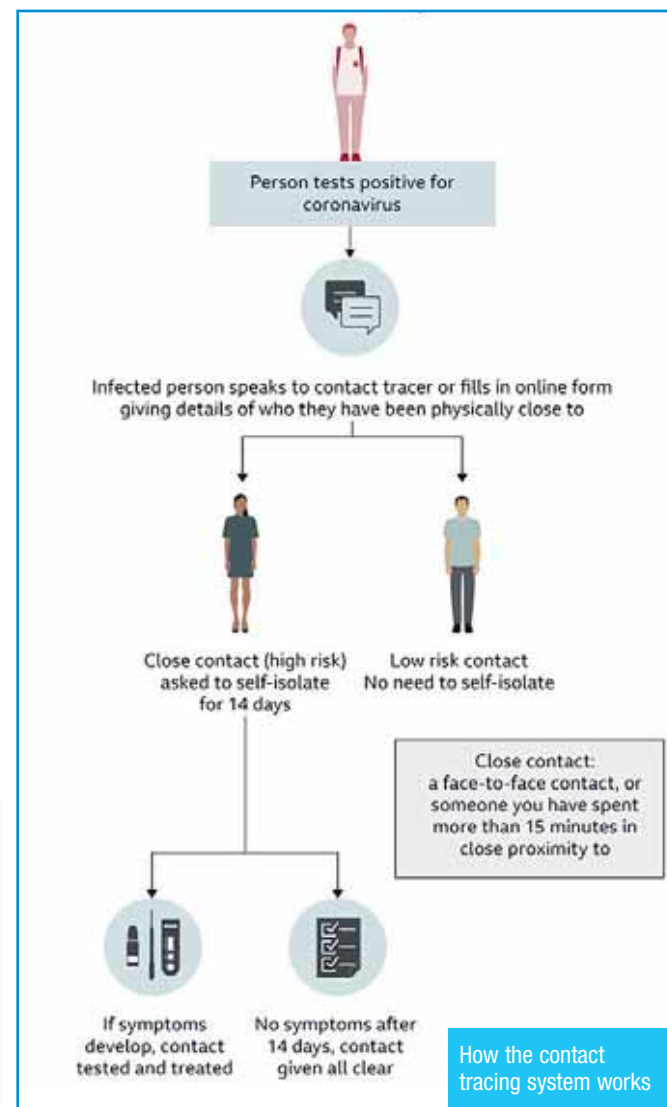 Person tests positive for
coronavirus
Infected person speaks to contact tracer or fills in online form
giving details of who they have been physically close to
Close contact (high risk)
asked to self-isolate
for 14 days
Low risk contact
No need to self-isolate
Close contact:
a face-to-face contact, or
someone you have spent
more than 15 minutes in
close proximity to
If symptoms
develop, contact
tested and treated
No symptoms after
14 days, contact
given all clear
How the contact
tracing system works